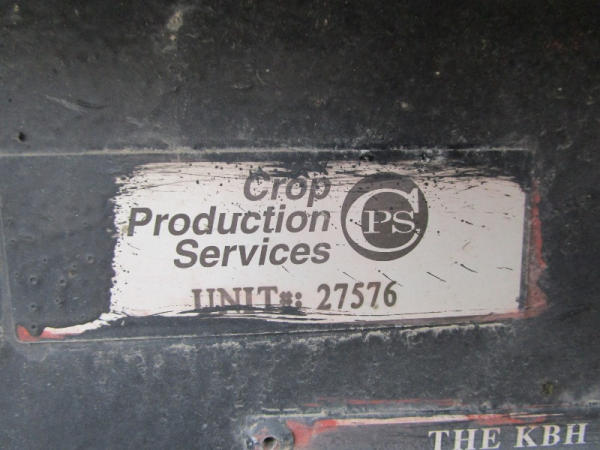 Crop
Production
Services
CPS
UNIT#: 27576
THE KBH